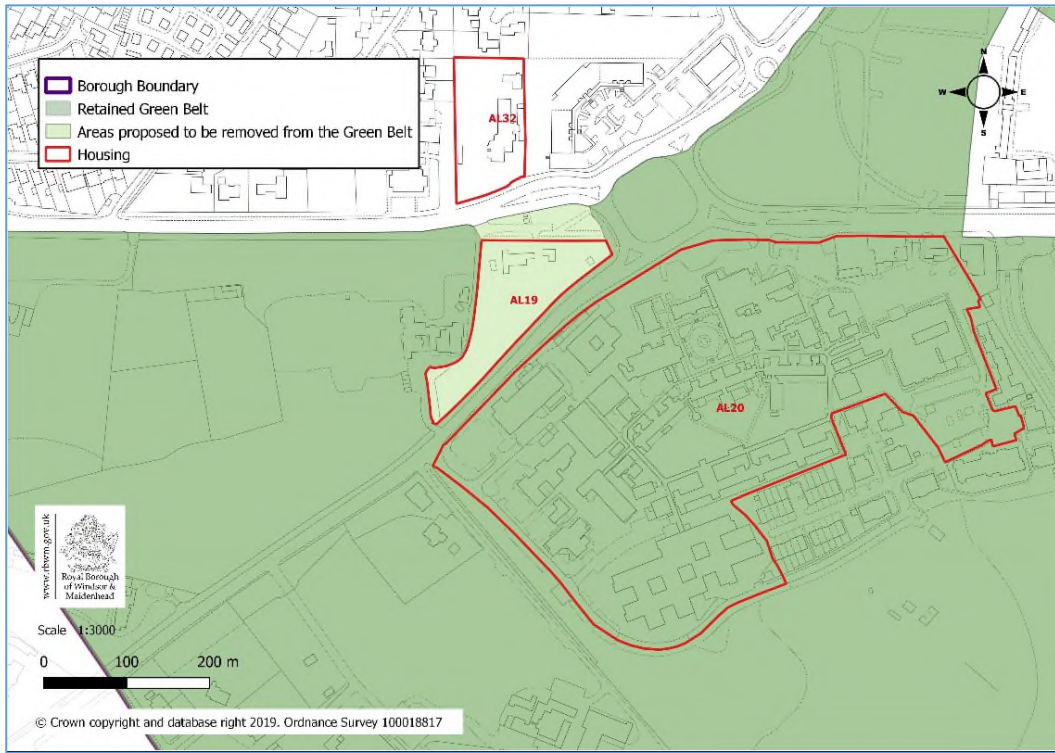 Borough Boundary
Retained Green Belt
Areas proposed to be removed from the Green Belt
Housing
AL32
N
W
E
S
AL19
AL20
www.rbwm.gov.uk
Royal Borough
of Windsor &
Maidenhead
Scale 1:3000
0 100 200 m
© Crown copyright and database right 2019. Ordnance Survey 100018817